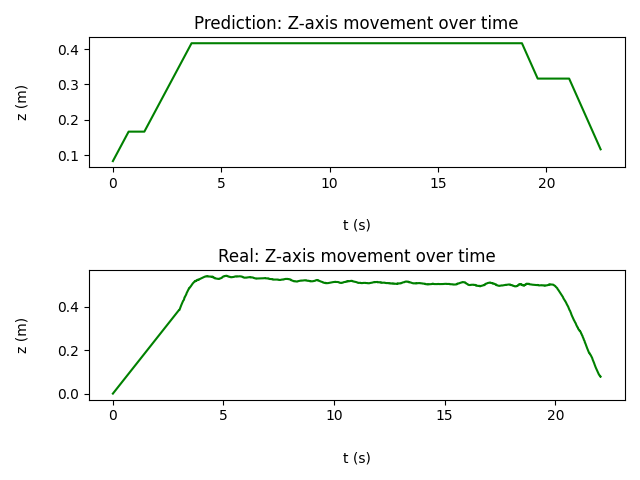 Prediction: Z-axis movement over time
z (m)
0.4
0.3
0.2
0.1
0 5 10 15 20
t (s)
Real: Z-axis movement over time
z (m)
0.4
0.2
0.0
0 5 10 15 20
t (s)